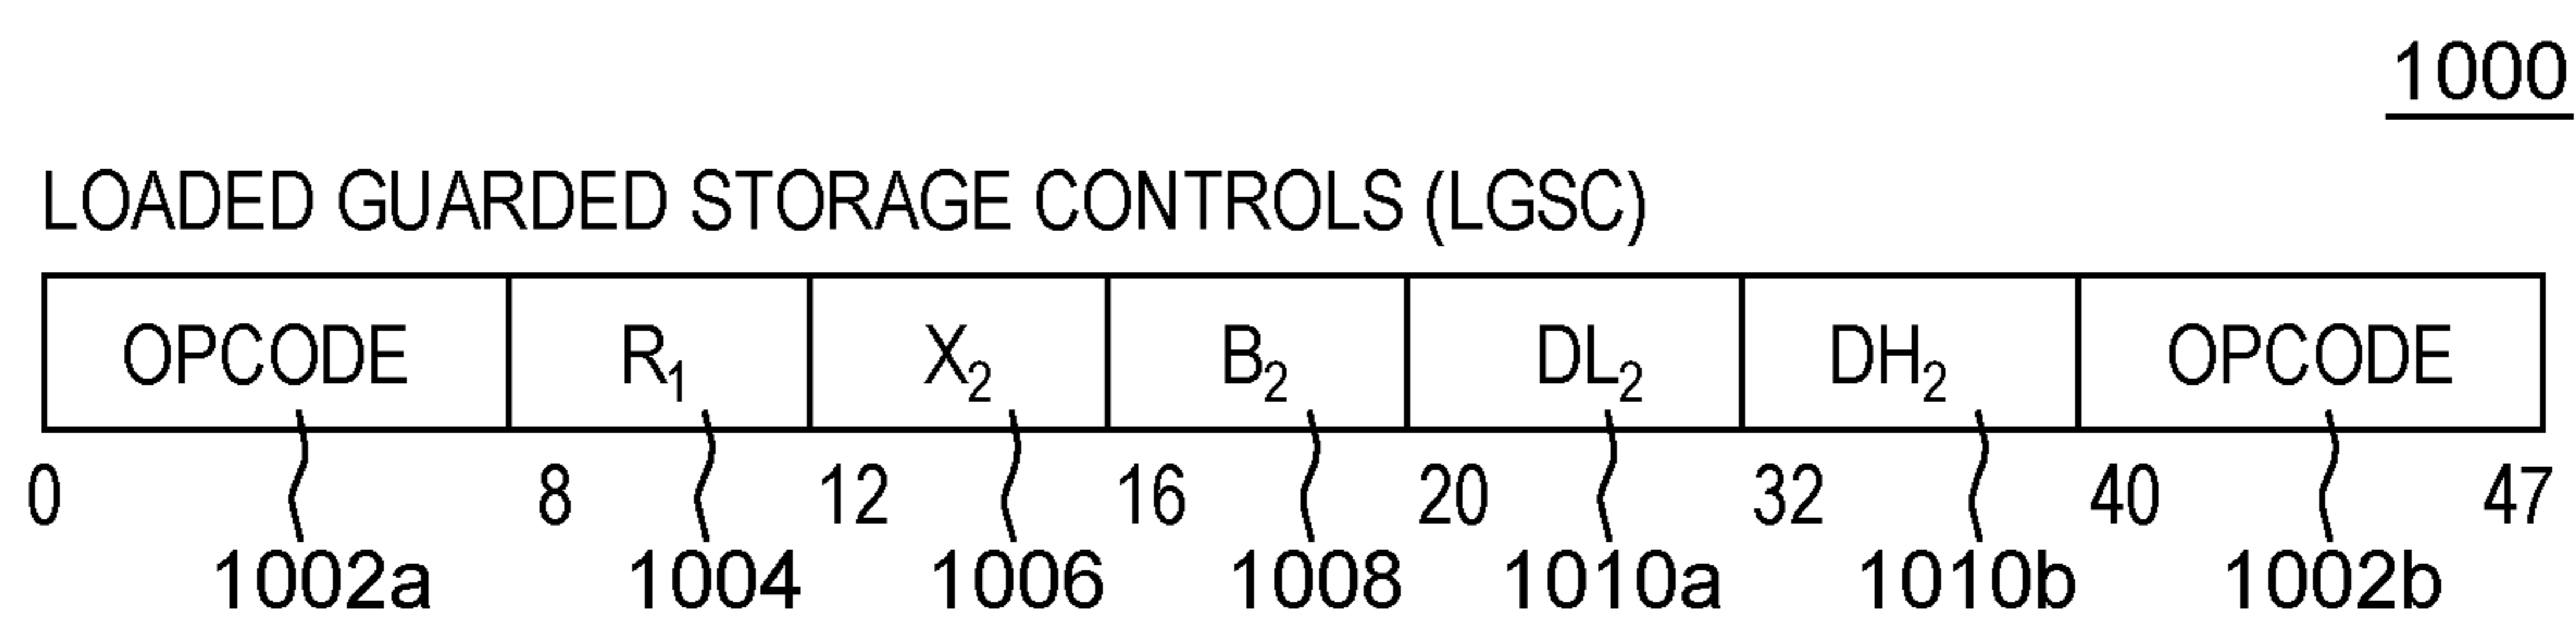 1000
LOADED GUARDED STORAGE CONTROLS (LGSC)
OPCODE R₁ X₂ B₂ DL₂ DH₂ OPCODE
0 8 12 16 20 32 40 47
1002a 1004 1006 1008 1010a 1010b 1002b